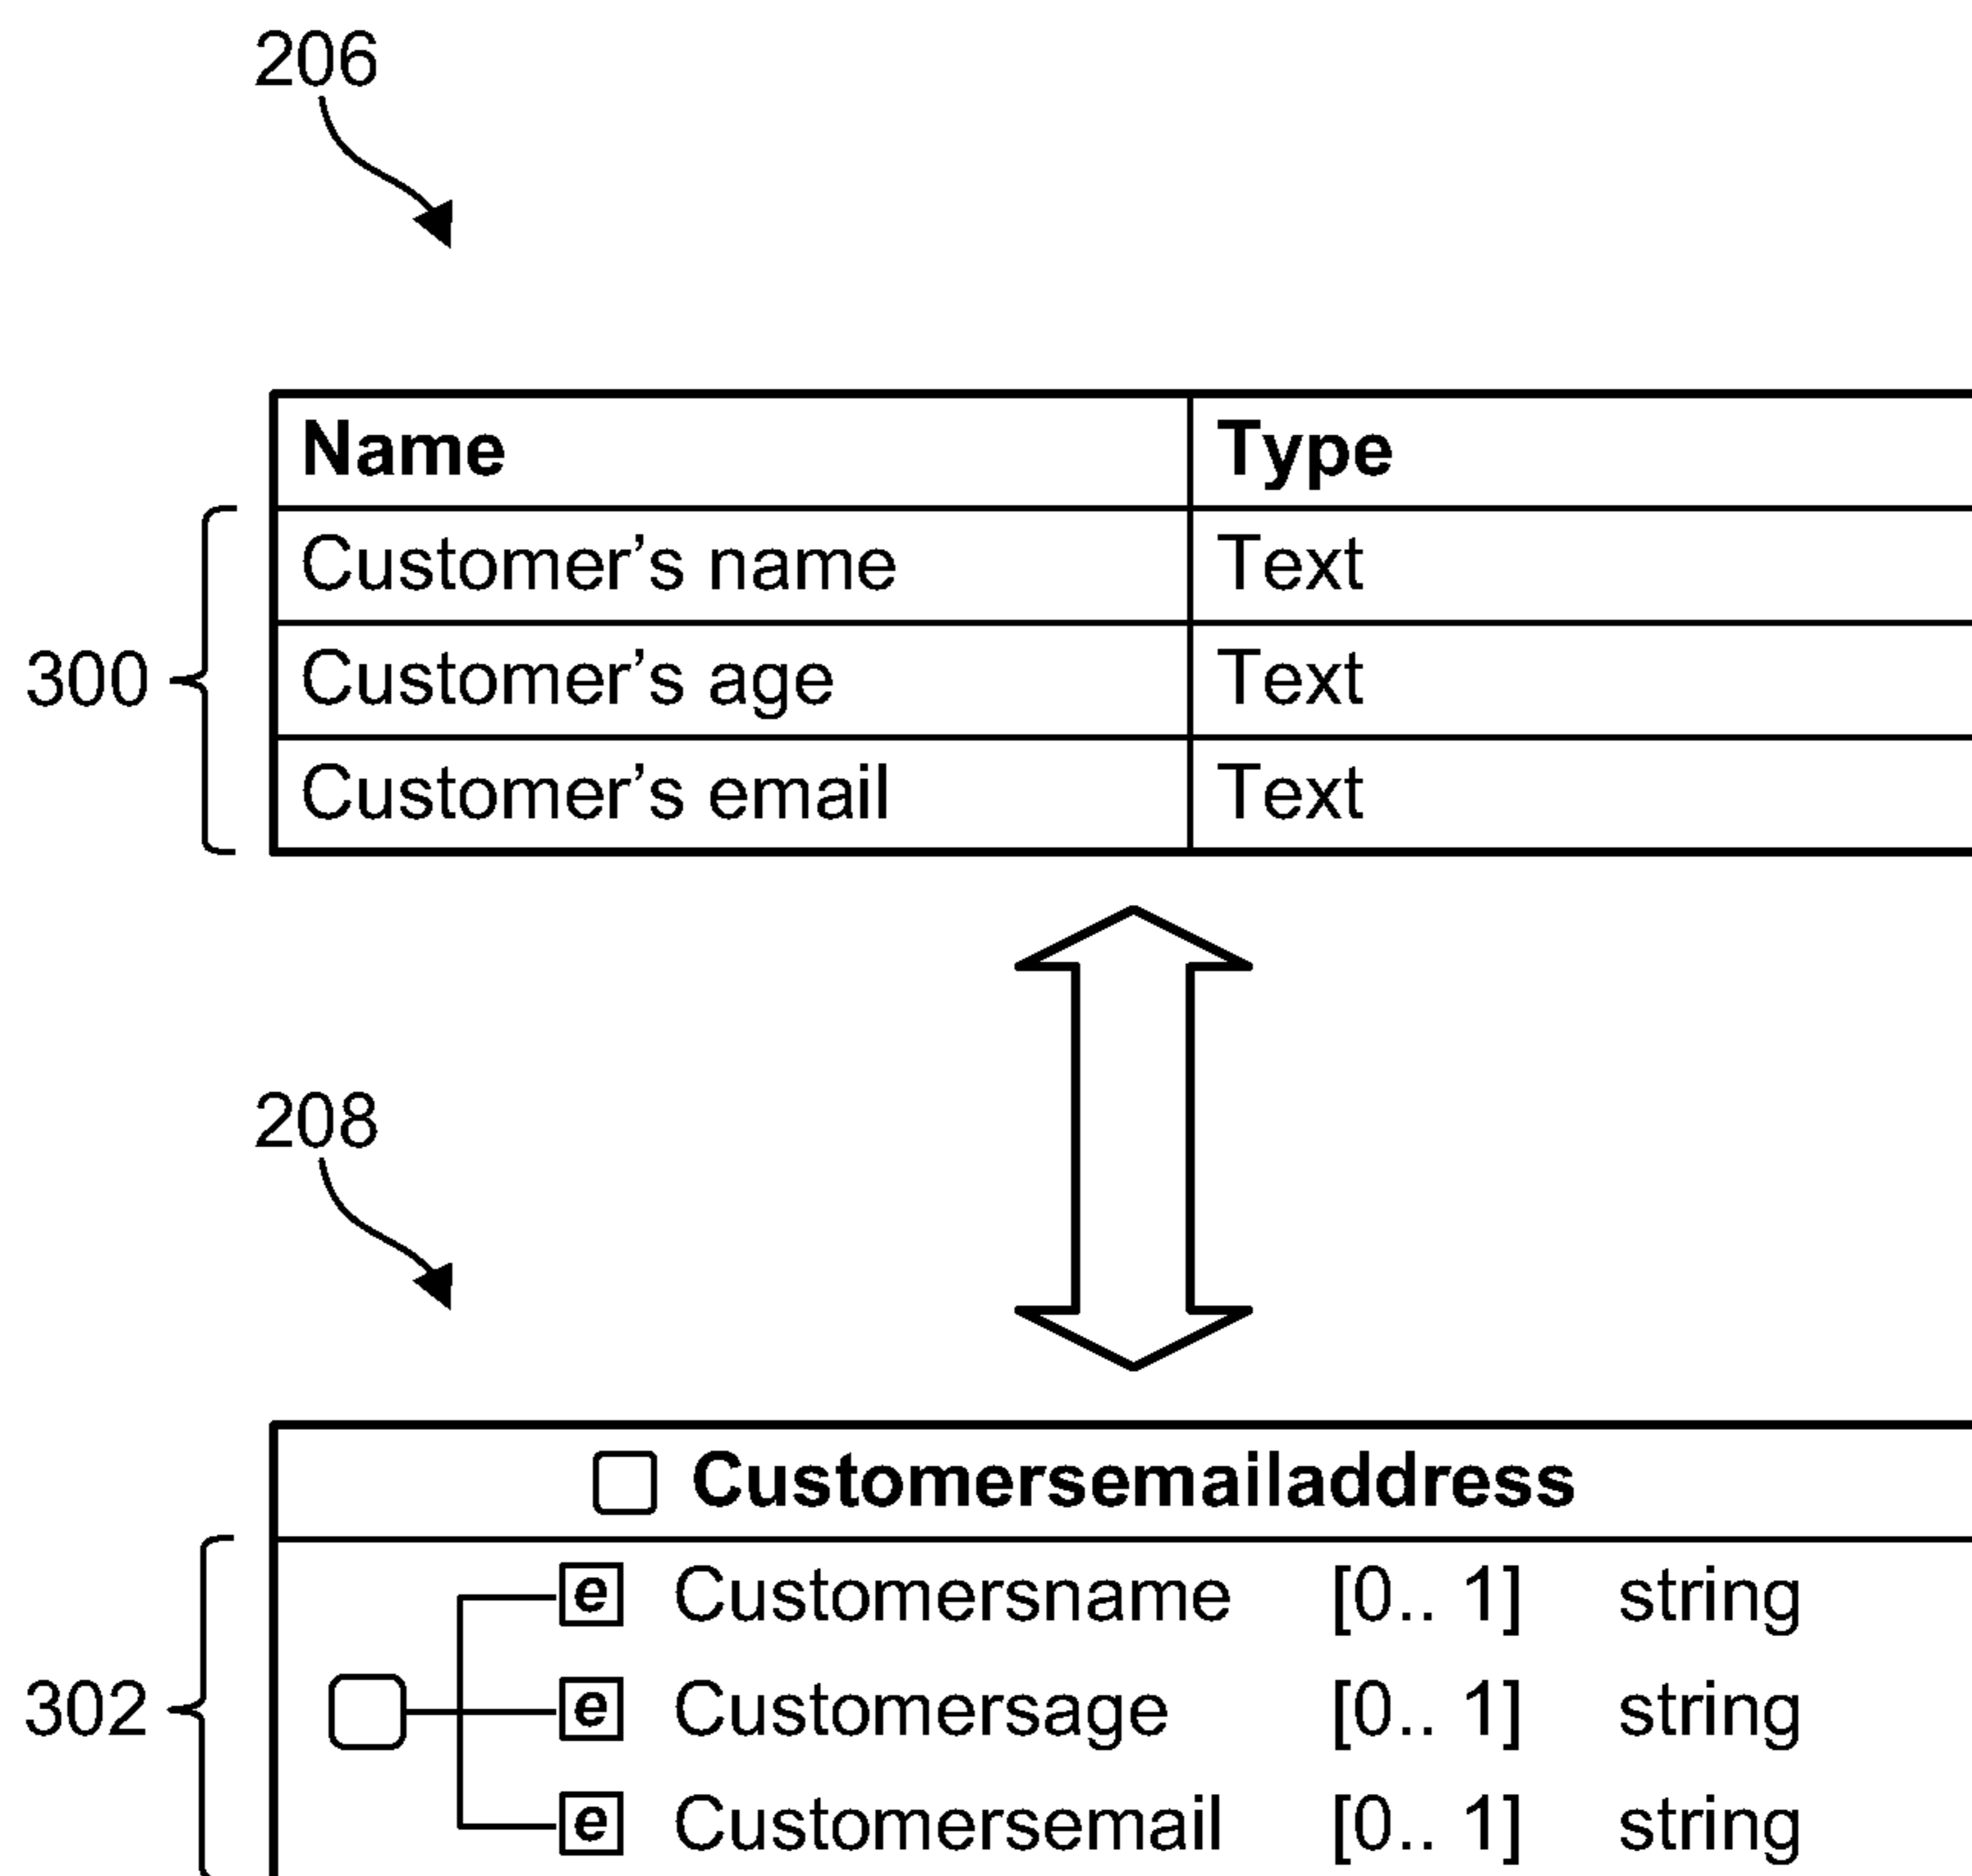 206
Name Type
Customer’s name Text
300 Customer’s age Text
Customer’s email Text
208
Customersemailaddress
e Customersname [0.. 1] string
302 e Customersage [0.. 1] string
e Customersemail [0.. 1] string